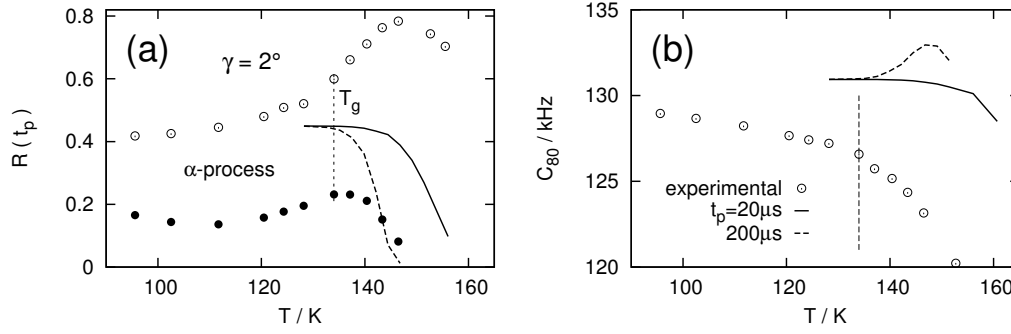 (a)
γ = 2°
T_g
α-process
R ( t_p )
0.8
0.6
0.4
0.2
0
100
120
140
160
T / K
(b)
C_80 / kHz
135
130
125
120
experimental
t_p=20μs
200μs
100
120
140
160
T / K